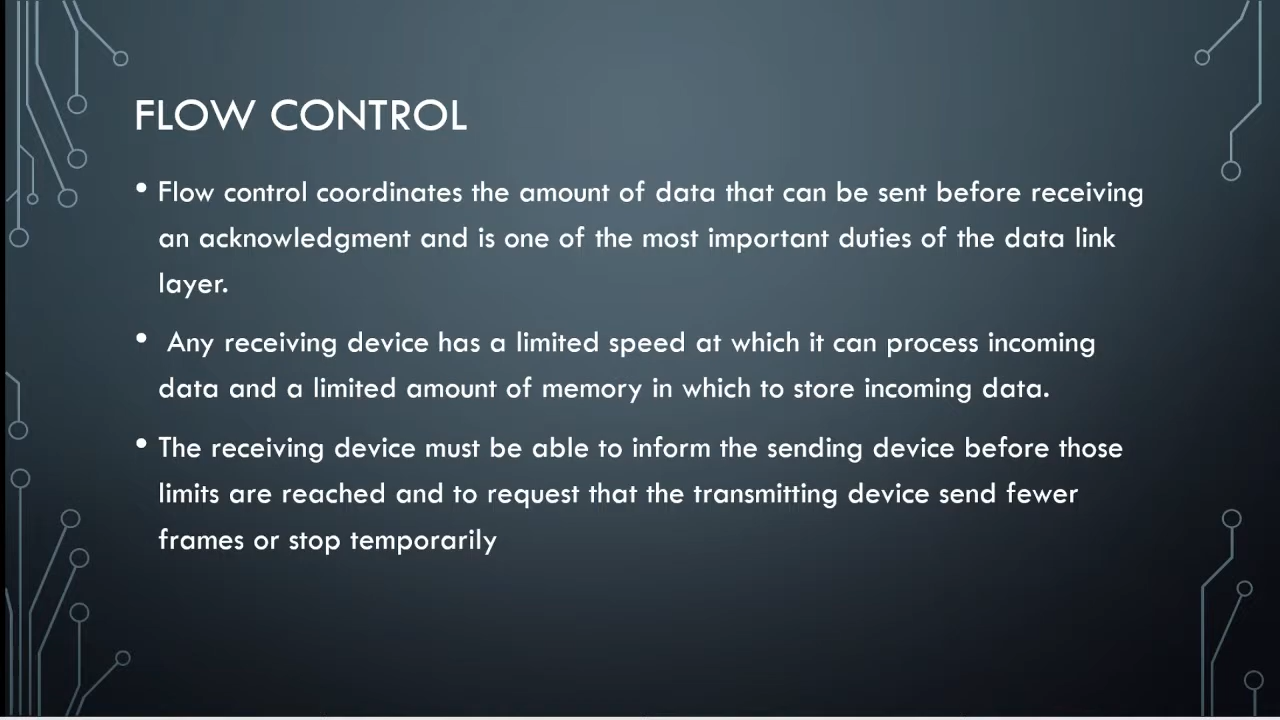 FLOW CONTROL
• Flow control coordinates the amount of data that can be sent before receiving
an acknowledgment and is one of the most important duties of the data link
layer.
• Any receiving device has a limited speed at which it can process incoming
data and a limited amount of memory in which to store incoming data.
• The receiving device must be able to inform the sending device before those
limits are reached and to request that the transmitting device send fewer
frames or stop temporarily